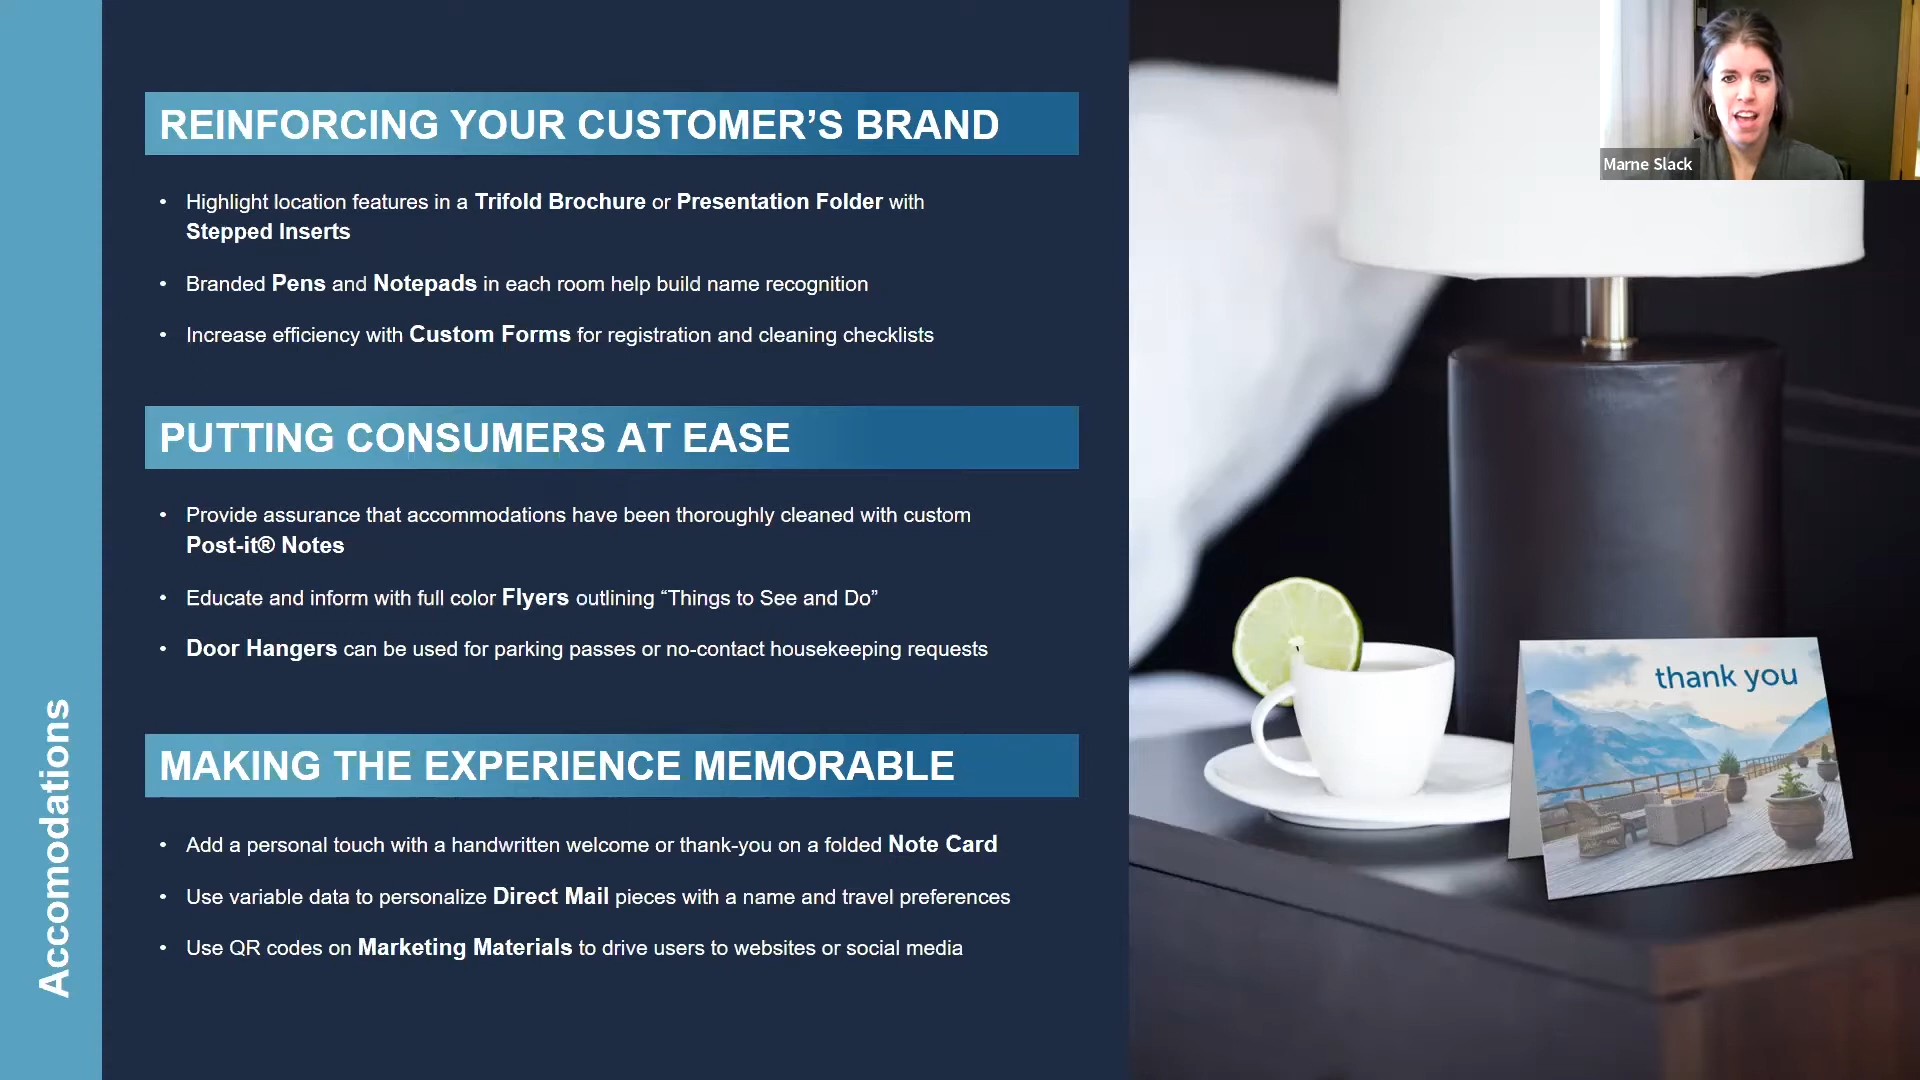 REINFORCING YOUR CUSTOMER’S BRAND
• Highlight location features in a Trifold Brochure or Presentation Folder with
Stepped Inserts
• Branded Pens and Notepads in each room help build name recognition
• Increase efficiency with Custom Forms for registration and cleaning checklists
PUTTING CONSUMERS AT EASE
• Provide assurance that accommodations have been thoroughly cleaned with custom
Post-it® Notes
• Educate and inform with full color Flyers outlining “Things to See and Do”
• Door Hangers can be used for parking passes or no-contact housekeeping requests
MAKING THE EXPERIENCE MEMORABLE
• Add a personal touch with a handwritten welcome or thank-you on a folded Note Card
• Use variable data to personalize Direct Mail pieces with a name and travel preferences
• Use QR codes on Marketing Materials to drive users to websites or social media
Accomodations
Marne Slack
thank you